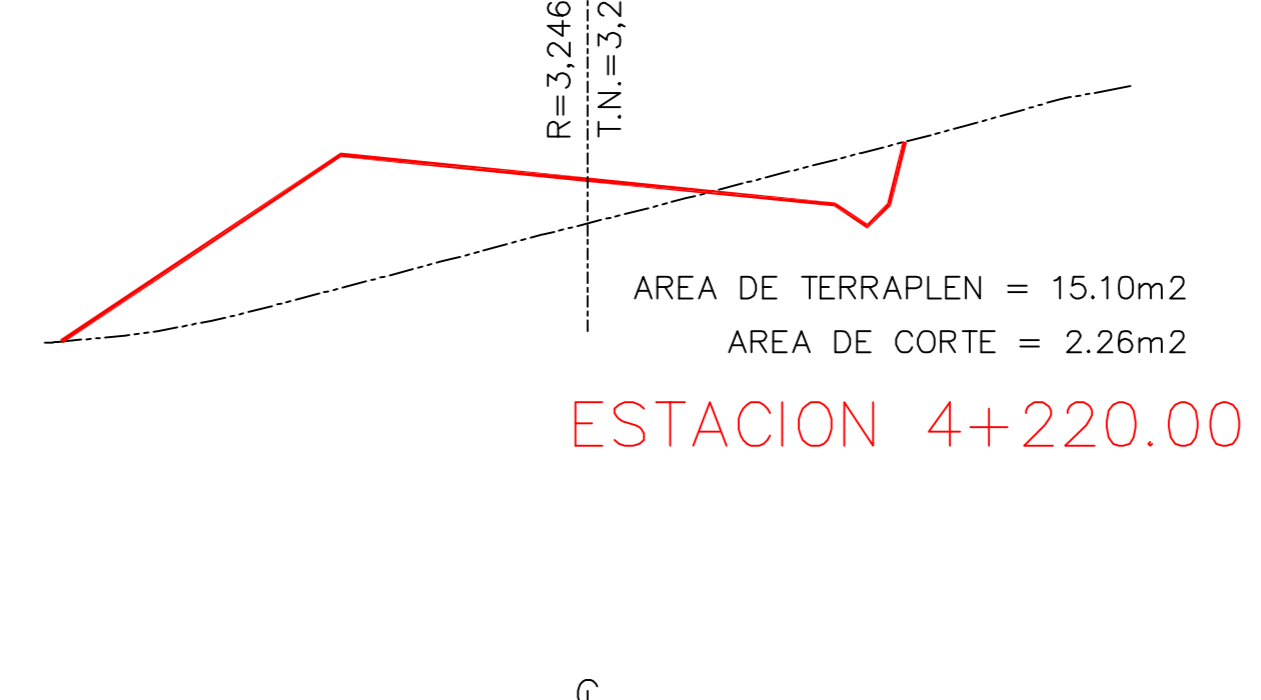 R=3,246
T.N.=3,2
AREA DE TERRAPLEN = 15.10m2
AREA DE CORTE = 2.26m2
ESTACION 4+220.00